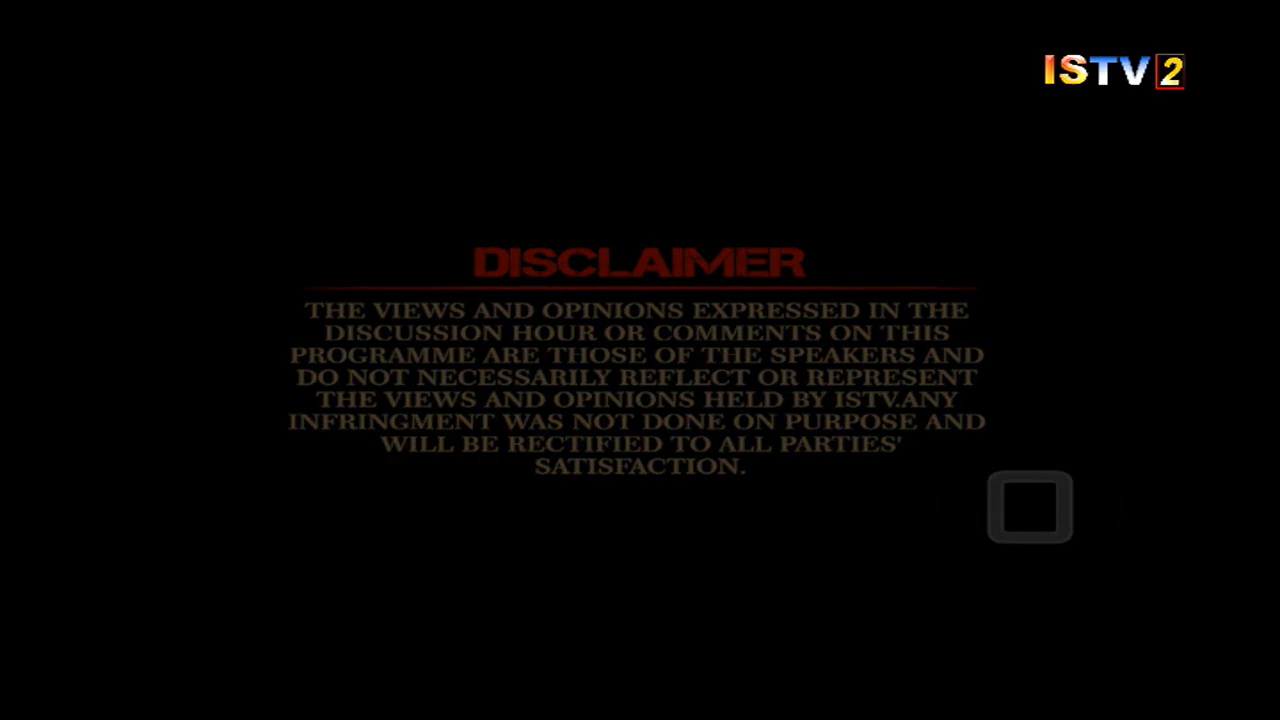 ISTV2
DISCLAIMER
THE VIEWS AND OPINIONS EXPRESSED IN THE
DISCUSSION HOUR OR COMMENTS ON THIS
PROGRAMME ARE THOSE OF THE SPEAKERS AND
DO NOT NECESSARILY REFLECT OR REPRESENT
THE VIEWS AND OPINIONS HELD BY ISTV.ANY
INFRINGMENT WAS NOT DONE ON PURPOSE AND
WILL BE RECTIFIED TO ALL PARTIES'
SATISFACTION.